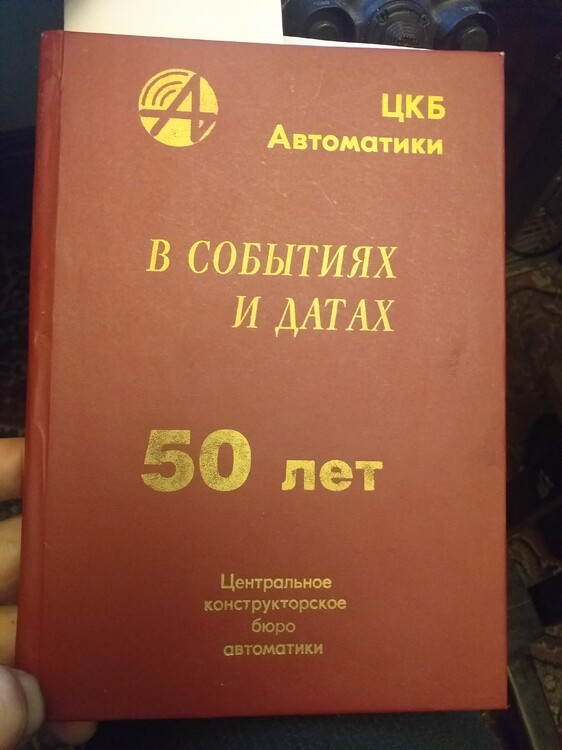 ЦКБ
Автоматики
В СОБЫТИЯХ
И ДАТАХ
50 лет
Центральное
конструкторское
бюро
автоматики